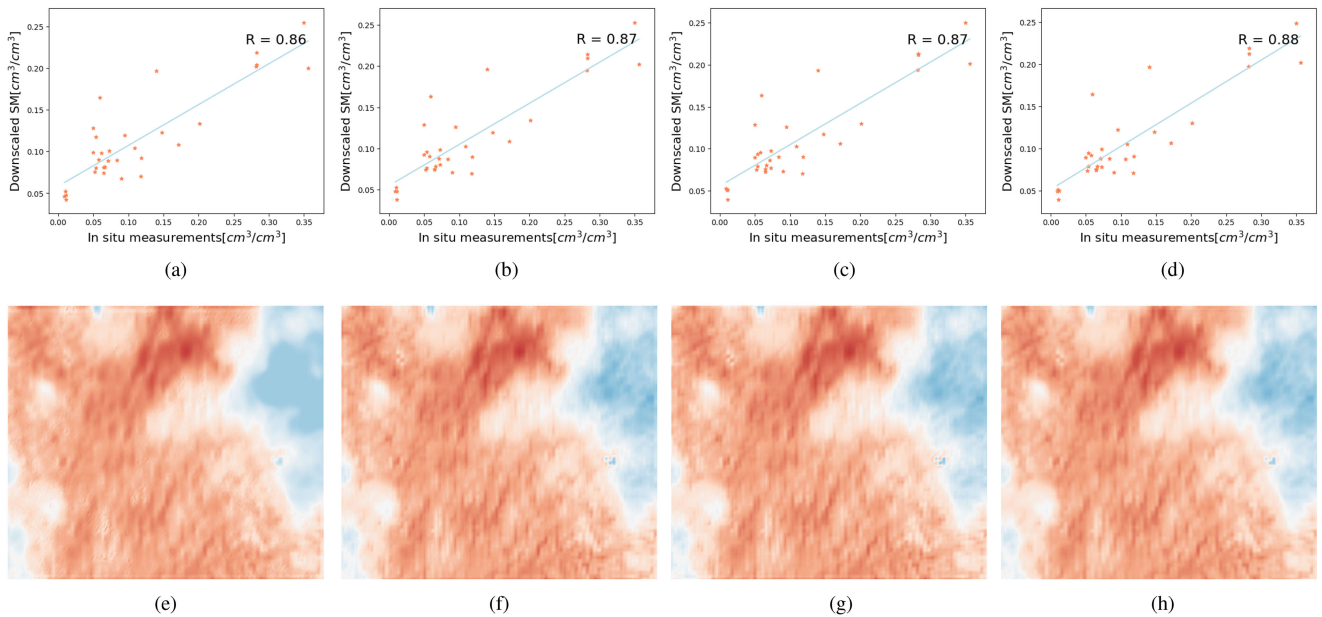 0.25
0.20
0.15
0.10
0.05
Downscaled SM[cm³/cm³]
R = 0.86
0.00 0.05 0.10 0.15 0.20 0.25 0.30 0.35
In situ measurements[cm³/cm³]
(a)
0.25
0.20
0.15
0.10
0.05
Downscaled SM[cm³/cm³]
R = 0.87
0.00 0.05 0.10 0.15 0.20 0.25 0.30 0.35
In situ measurements[cm³/cm³]
(b)
0.25
0.20
0.15
0.10
0.05
Downscaled SM[cm³/cm³]
R = 0.87
0.00 0.05 0.10 0.15 0.20 0.25 0.30 0.35
In situ measurements[cm³/cm³]
(c)
0.25
0.20
0.15
0.10
0.05
Downscaled SM[cm³/cm³]
R = 0.88
0.00 0.05 0.10 0.15 0.20 0.25 0.30 0.35
In situ measurements[cm³/cm³]
(d)
(e)
(f)
(g)
(h)